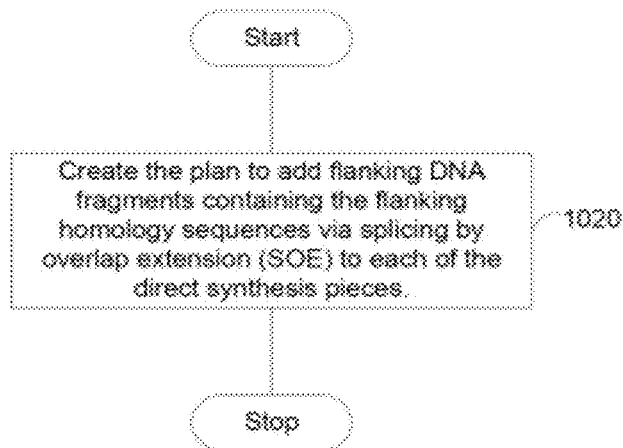 Start
Create the plan to add flanking DNA
fragments containing the flanking
homology sequences via splicing by
overlap extension (SOE) to each of the
direct synthesis pieces.
1020
Stop